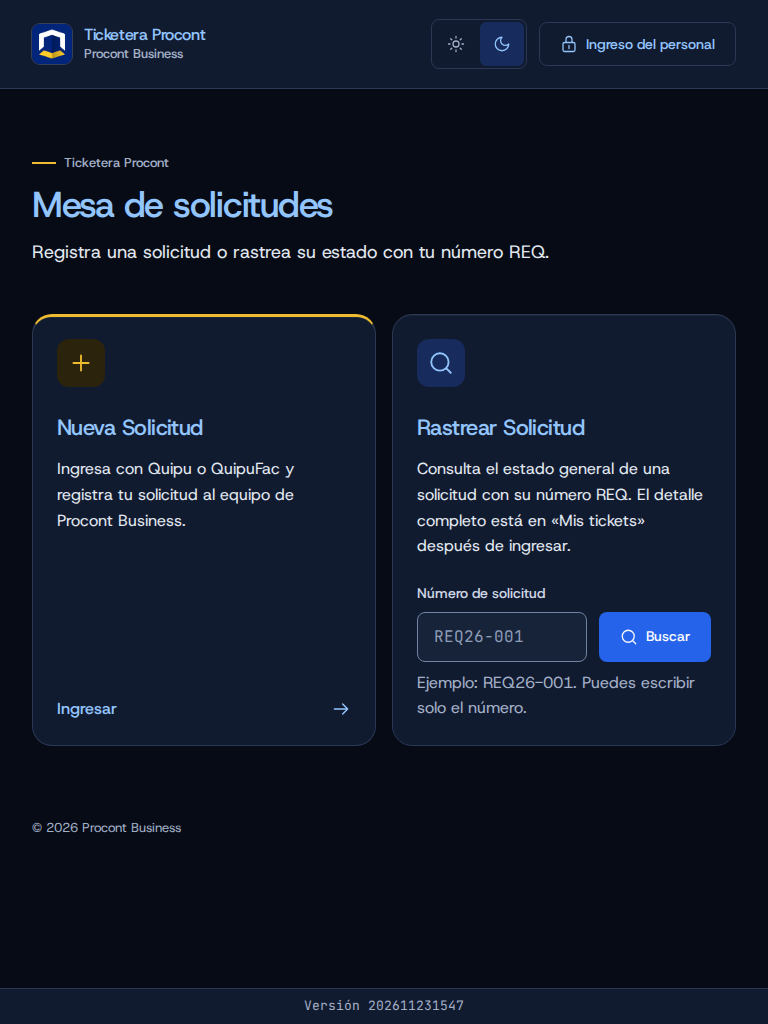 Ticketera Procont
Procont Business
Ingreso del personal
Ticketera Procont
Mesa de solicitudes
Registra una solicitud o rastrea su estado con tu número REQ.
Nueva Solicitud
Ingresa con Quipu o QuipuFac y
registra tu solicitud al equipo de
Procont Business.
Ingresar
Rastrear Solicitud
Consulta el estado general de una
solicitud con su número REQ. El detalle
completo está en «Mis tickets»
después de ingresar.
Número de solicitud
REQ26-001
Buscar
Ejemplo: REQ26-001. Puedes escribir
solo el número.
© 2026 Procont Business
Versión 202611231547